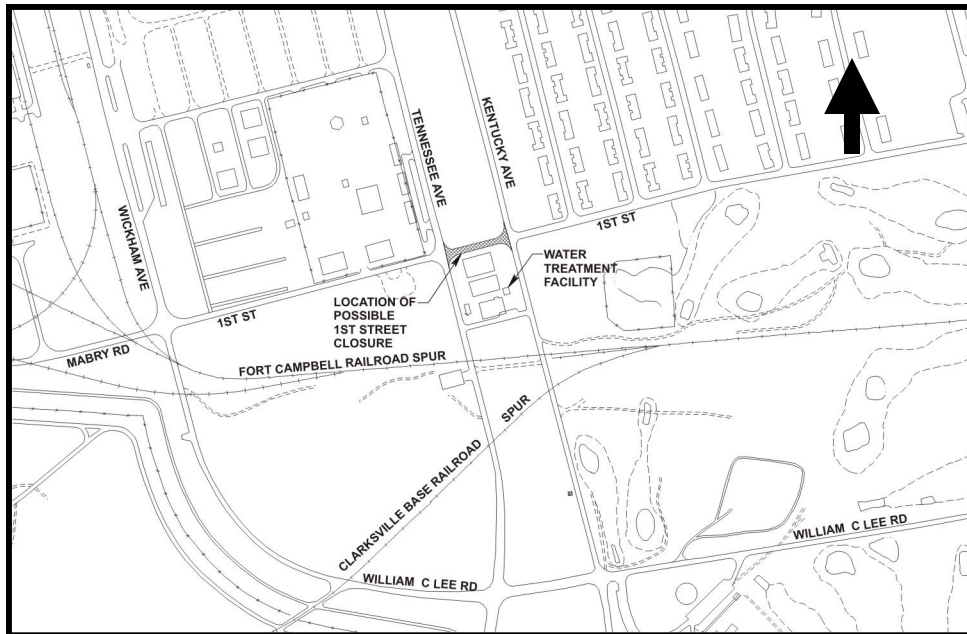 TENNESSEE AVE
KENTUCKY AVE
WICKHAM AVE
1ST ST
WATER
TREATMENT
FACILITY
LOCATION OF
POSSIBLE
1ST STREET
CLOSURE
1ST ST
MABRY RD
FORT CAMPBELL RAILROAD SPUR
CLARKSVILLE BASE RAILROAD SPUR
WILLIAM C LEE RD
WILLIAM C LEE RD